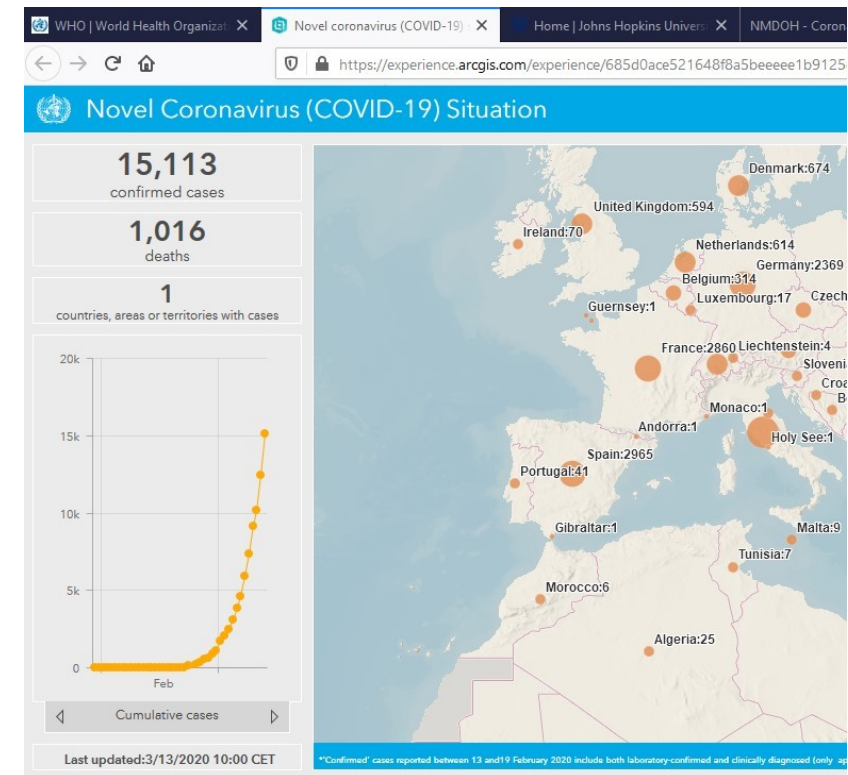 WHO | World Health Organizat
Novel coronavirus (COVID-19)
Home | Johns Hopkins Univers
NMDOH - Coron
https://experience.arcgis.com/experience/685d0ace521648f8a5beeeee1b9125
Novel Coronavirus (COVID-19) Situation
15,113
confirmed cases
1,016
deaths
1
countries, areas or territories with cases
20k
15k
10k
5k
0
Feb
Cumulative cases
Last updated:3/13/2020 10:00 CET
Denmark:674
United Kingdom:594
Ireland:70
Netherlands:614
Germany:2369
Belgium:314
Luxembourg:17
Czech
Guernsey:1
France:2860
Liechtenstein:4
Sloveni
Croa
B
Monaco:1
Andorra:1
Holy See:1
Spain:2965
Portugal:41
Gibraltar:1
Malta:9
Tunisia:7
Morocco:6
Algeria:25
*'Confirmed' cases reported between 13 and19 February 2020 include both laboratory-confirmed and clinically diagnosed (only ap